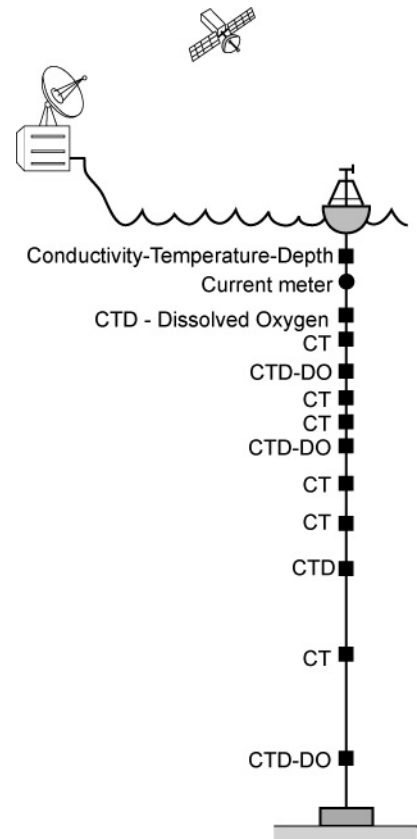 Conductivity-Temperature-Depth
Current meter
CTD - Dissolved Oxygen
CT
CTD-DO
CT
CT
CTD-DO
CT
CT
CTD
CT
CTD-DO